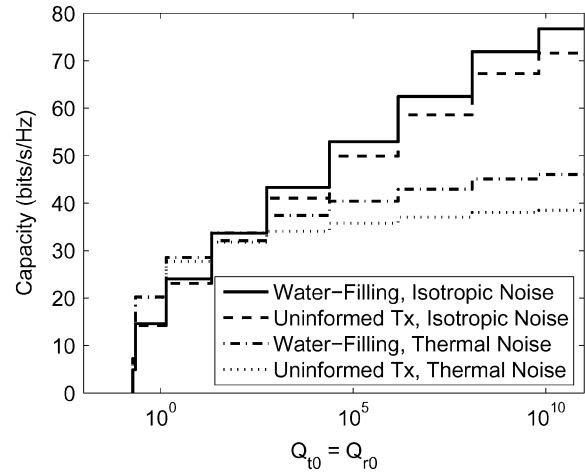 80
70
60
50
40
30
20
10
0
Capacity (bits/s/Hz)
Water-Filling, Isotropic Noise
Uninformed Tx, Isotropic Noise
Water-Filling, Thermal Noise
Uninformed Tx, Thermal Noise
10^0 10^5 10^10
Q_t0 = Q_r0